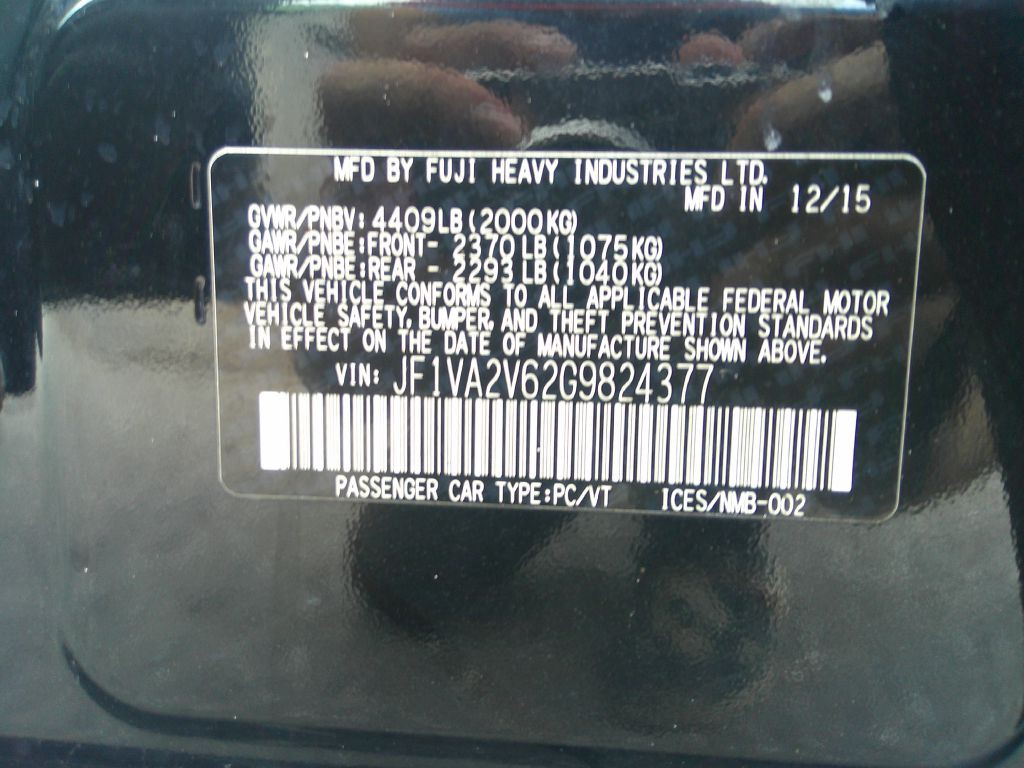 MFD BY FUJI HEAVY INDUSTRIES LTD.
MFD IN 12/15
GVWR/PNBV: 4409LB(2000KG)
GAWR/PNBE:FRONT- 2370LB(1075KG)
GAWR/PNBE:REAR - 2293LB(1040KG)
THIS VEHICLE CONFORMS TO ALL APPLICABLE FEDERAL MOTOR
VEHICLE SAFETY, BUMPER, AND THEFT PREVENTION STANDARDS
IN EFFECT ON THE DATE OF MANUFACTURE SHOWN ABOVE.
VIN: JF1VA2V62G9824377
PASSENGER CAR TYPE:PC/VT ICES/NMB-002